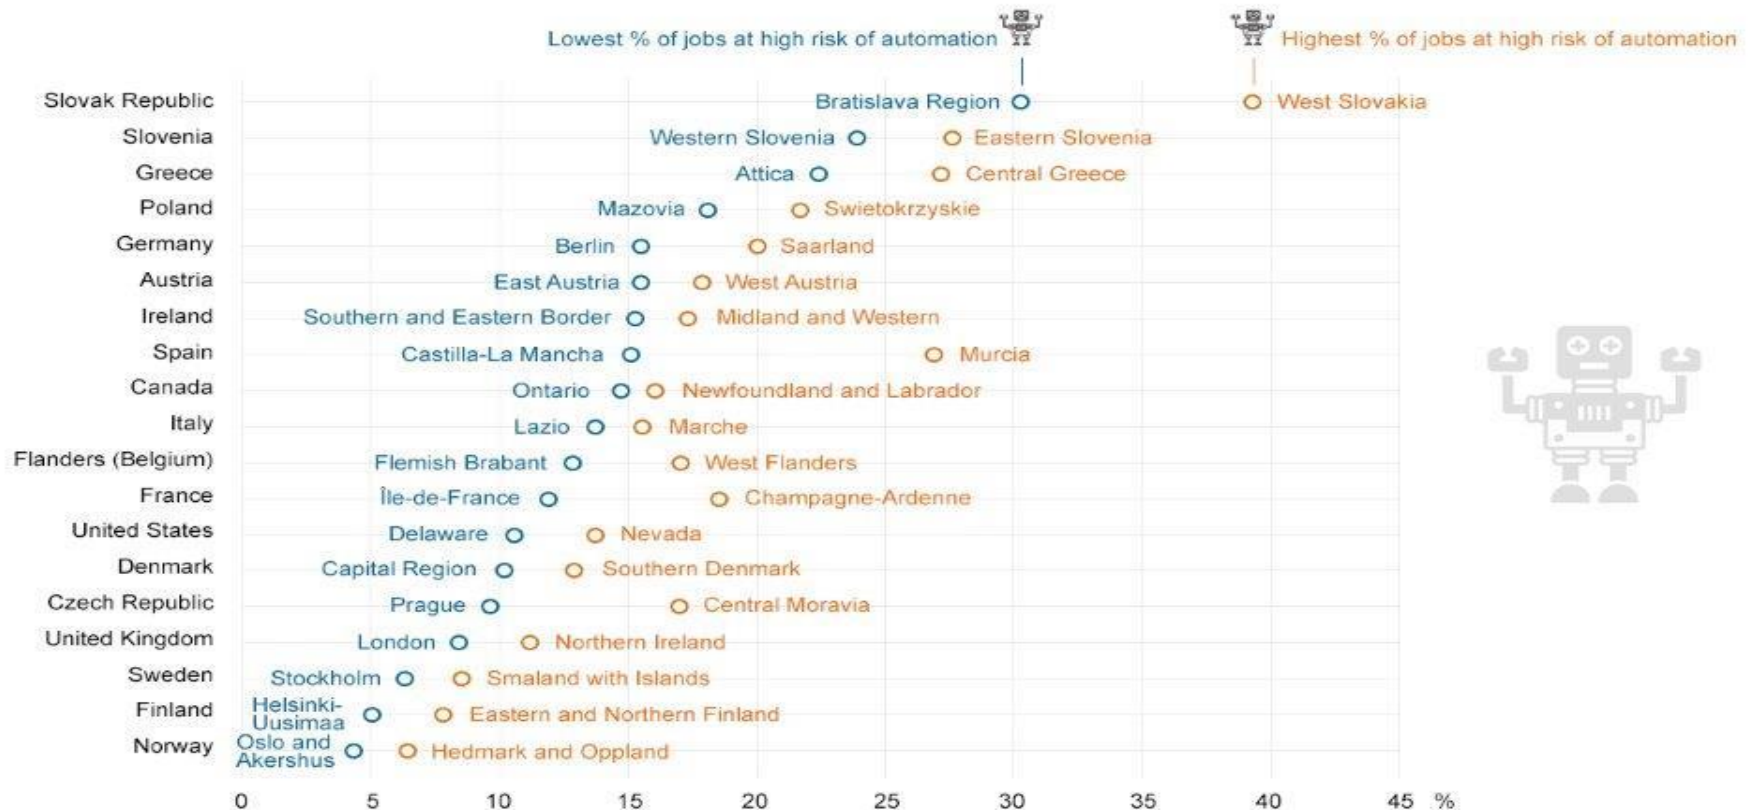 Lowest % of jobs at high risk of automation Highest % of jobs at high risk of automation
Slovak Republic Bratislava Region West Slovakia
Slovenia Western Slovenia Eastern Slovenia
Greece Attica Central Greece
Poland Mazovia Swietokrzyskie
Germany Berlin Saarland
Austria East Austria West Austria
Ireland Southern and Eastern Border Midland and Western
Spain Castilla-La Mancha Murcia
Canada Ontario Newfoundland and Labrador
Italy Lazio Marche
Flanders (Belgium) Flemish Brabant West Flanders
France Île-de-France Champagne-Ardenne
United States Delaware Nevada
Denmark Capital Region Southern Denmark
Czech Republic Prague Central Moravia
United Kingdom London Northern Ireland
Sweden Stockholm Smaland with Islands
Finland Helsinki-
Uusimaa Eastern and Northern Finland
Norway Oslo and
Akershus Hedmark and Oppland
0 5 10 15 20 25 30 35 40 45 %